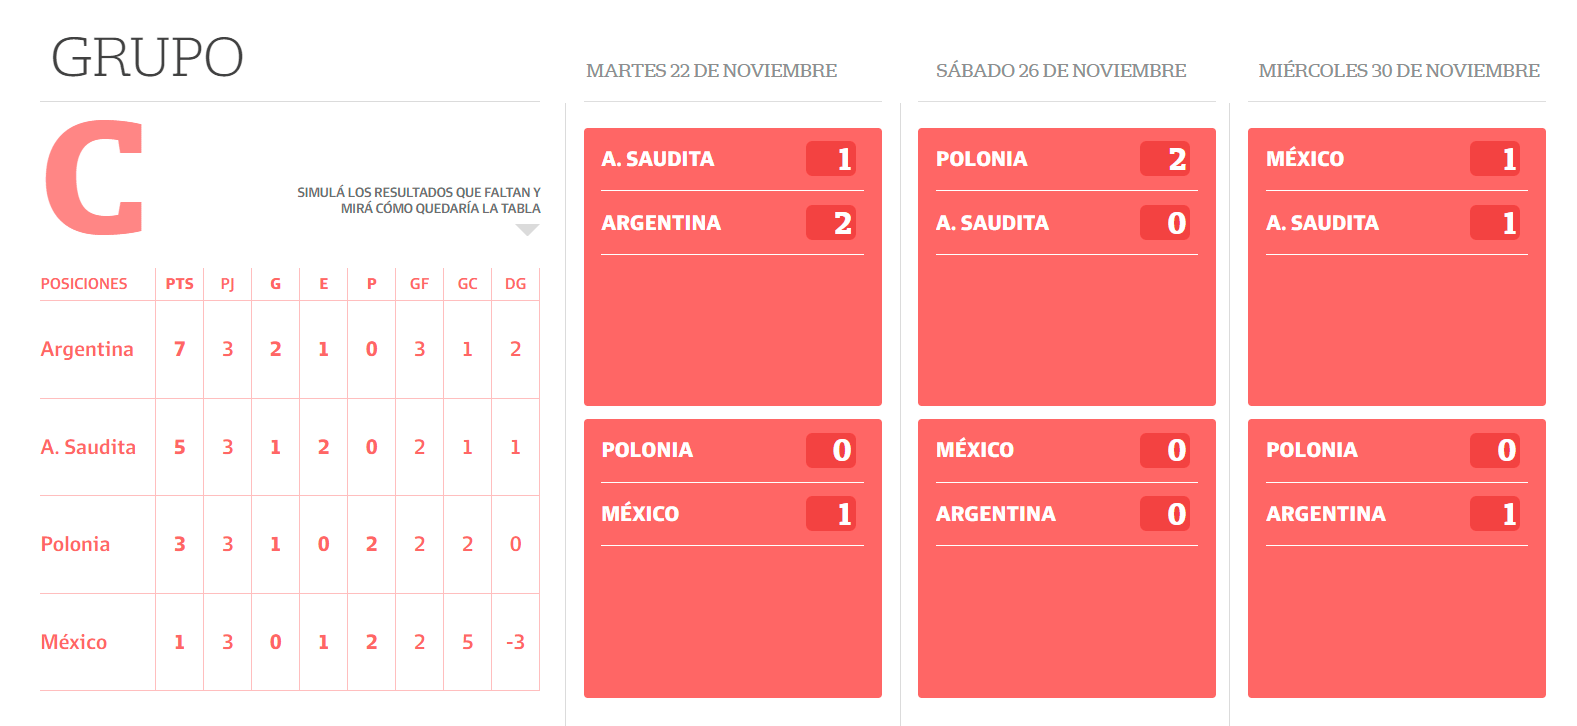 GRUPO
C
SIMULÁ LOS RESULTADOS QUE FALTAN Y
MIRÁ CÓMO QUEDARÍA LA TABLA
POSICIONES PTS PJ G E P GF GC DG
Argentina 7 3 2 1 0 3 1 2
A. Saudita 5 3 1 2 0 2 1 1
Polonia 3 3 1 0 2 2 2 0
México 1 3 0 1 2 2 5 -3
MARTES 22 DE NOVIEMBRE
A. SAUDITA 1
ARGENTINA 2
POLONIA 0
MÉXICO 1
SÁBADO 26 DE NOVIEMBRE
POLONIA 2
A. SAUDITA 0
MÉXICO 0
ARGENTINA 0
MIÉRCOLES 30 DE NOVIEMBRE
MÉXICO 1
A. SAUDITA 1
POLONIA 0
ARGENTINA 1